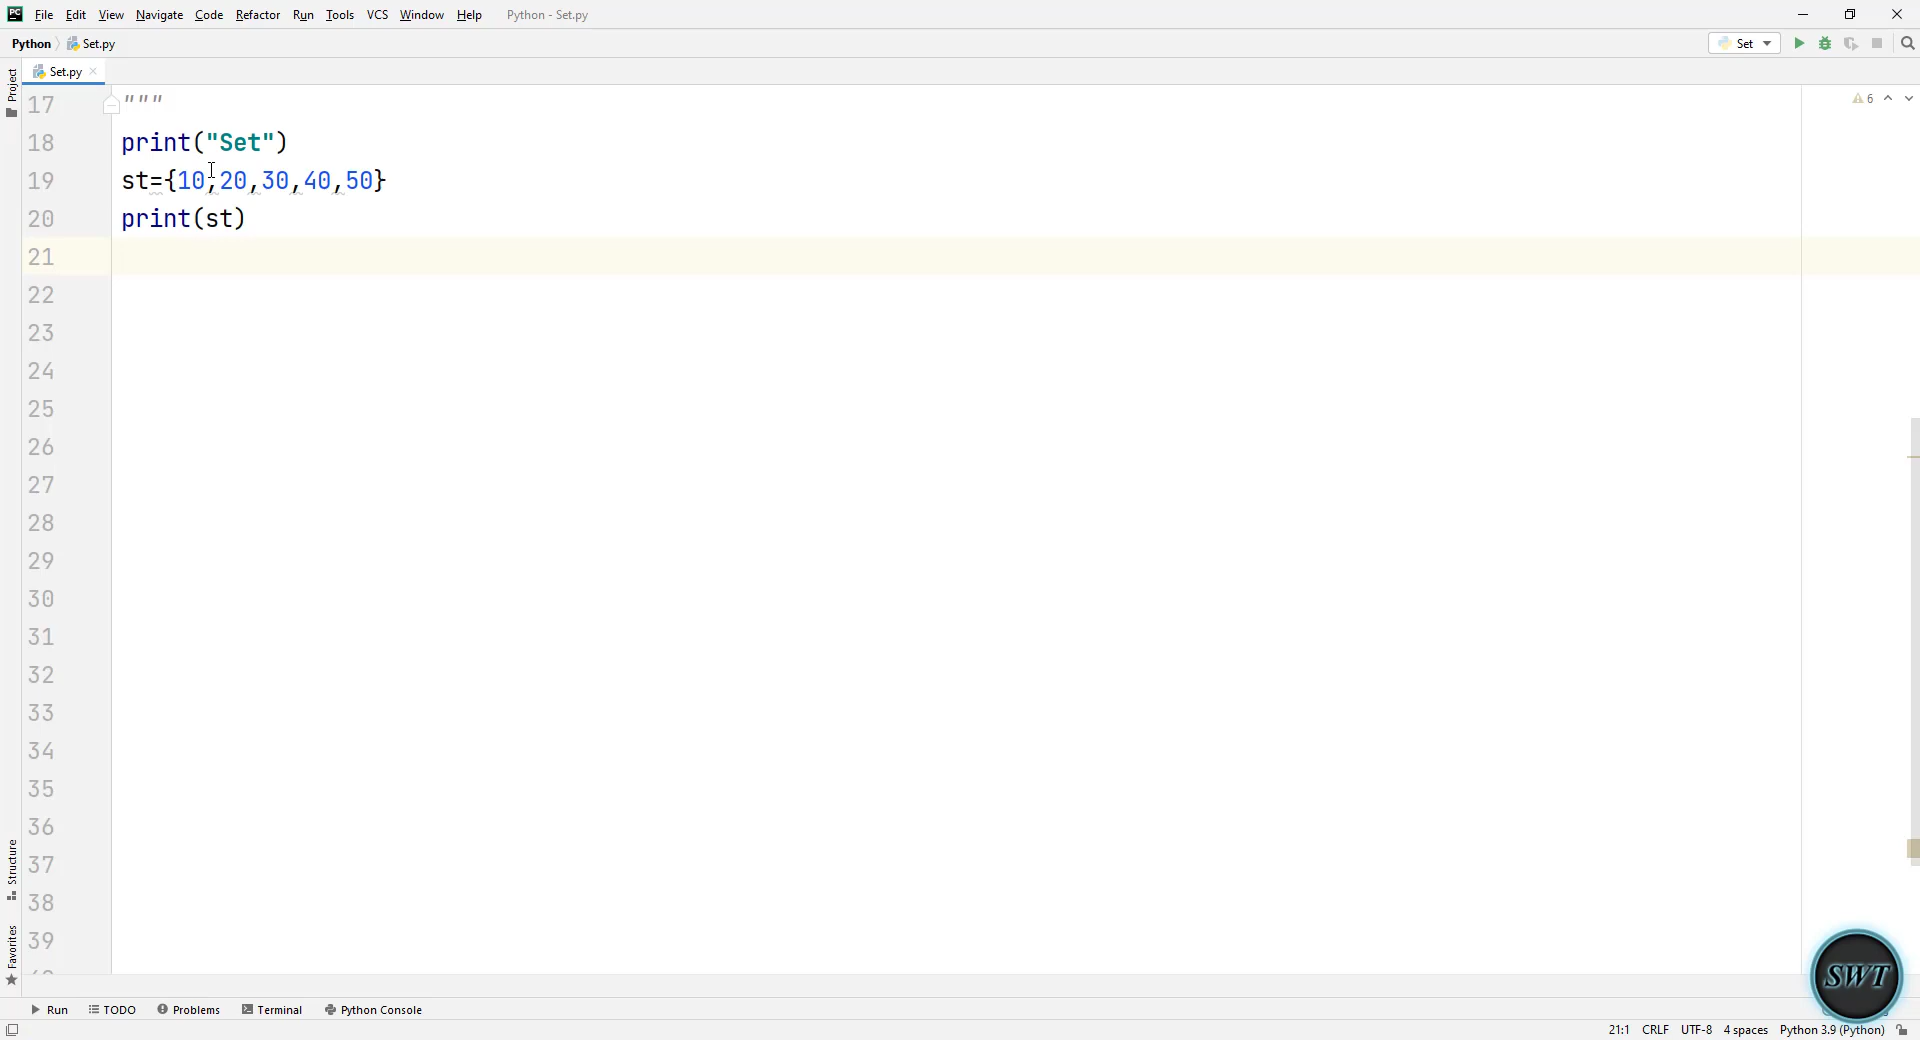 File Edit View Navigate Code Refactor Run Tools VCS Window Help Python - Set.py
Python Set.py Set
Project
Set.py
17 """ 6
18 print("Set")
19 st={10,20,30,40,50}
20 print(st)
21
22
23
24
25
26
27
28
29
30
31
32
33
34
35
36
37
38
39
Structure
Favorites
SWT
Run TODO Problems Terminal Python Console
21:1 CRLF UTF-8 4 spaces Python 3.9 (Python)